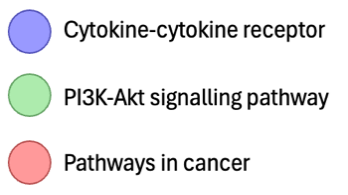 Cytokine-cytokine receptor
PI3K-Akt signalling pathway
Pathways in cancer